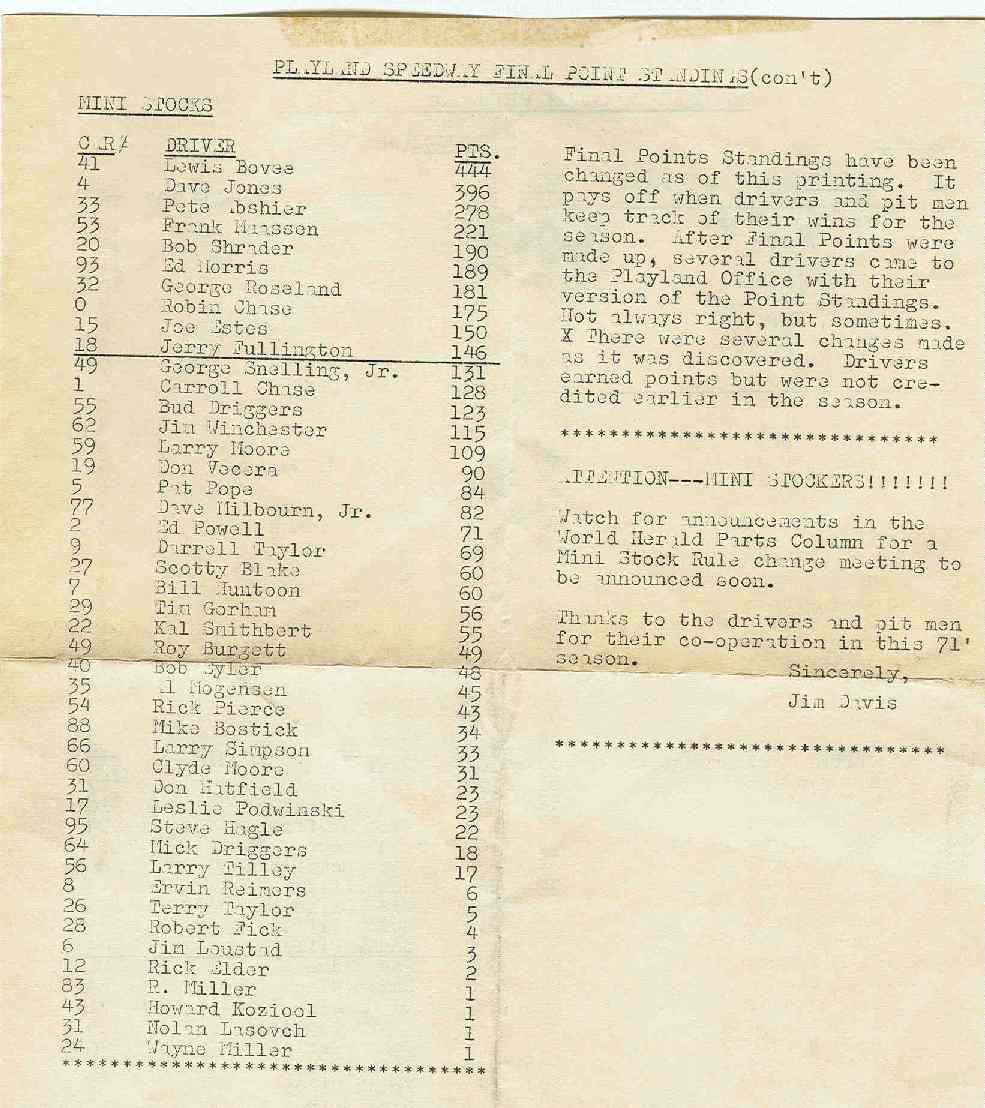 PLAYLAND SPEEDWAY FINAL POINT STANDINGS(con't)
MINI STOCKS
CAR# DRIVER PTS.
41 Lewis Bovee 444
4 Dave Jones 396
33 Pete Abshier 278
53 Frank Maassen 221
20 Bob Shrader 190
93 Ed Morris 189
32 George Roseland 181
0 Robin Chase 175
15 Joe Estes 150
18 Jerry Fullington 146
49 George Snelling, Jr. 131
1 Carroll Chase 128
55 Bud Driggers 123
62 Jim Winchester 115
59 Larry Moore 109
19 Don Vecera 90
5 Pat Pope 84
77 Dave Milbourn, Jr. 82
2 Ed Powell 71
9 Darrell Taylor 69
27 Scotty Blake 60
7 Bill Huntoon 60
29 Tim Gorham 56
22 Kal Smithbert 55
49 Roy Burgett 49
40 Bob Eyler 48
35 Al Mogensen 45
54 Rick Pierce 43
88 Mike Bostick 34
66 Larry Simpson 33
60 Clyde Moore 31
31 Don Hatfield 23
17 Leslie Podwinski 23
95 Steve Hagle 22
64 Mick Driggers 18
56 Larry Tilley 17
8 Ervin Reimers 6
26 Terry Taylor 5
28 Robert Fick 4
6 Jim Loustad 3
12 Rick Elder 2
83 R. Miller 1
43 Howard Koziool 1
31 Nolan Lasovch 1
24 Wayne Miller 1
***********************************
Final Points Standings have been
changed as of this printing. It
pays off when drivers and pit men
keep track of their wins for the
season. After Final Points were
made up, several drivers came to
the Playland Office with their
version of the Point Standings.
Not always right, but sometimes.
X There were several changes made
as it was discovered. Drivers
earned points but were not cre-
dited earlier in the season.
*******************************
ATTENTION---MINI STOCKERS!!!!!!!
Watch for announcements in the
World Herald Parts Column for a
Mini Stock Rule change meeting to
be announced soon.
Thanks to the drivers and pit men
for their co-operation in this 71'
season.
Sincerely,
Jim Davis
********************************